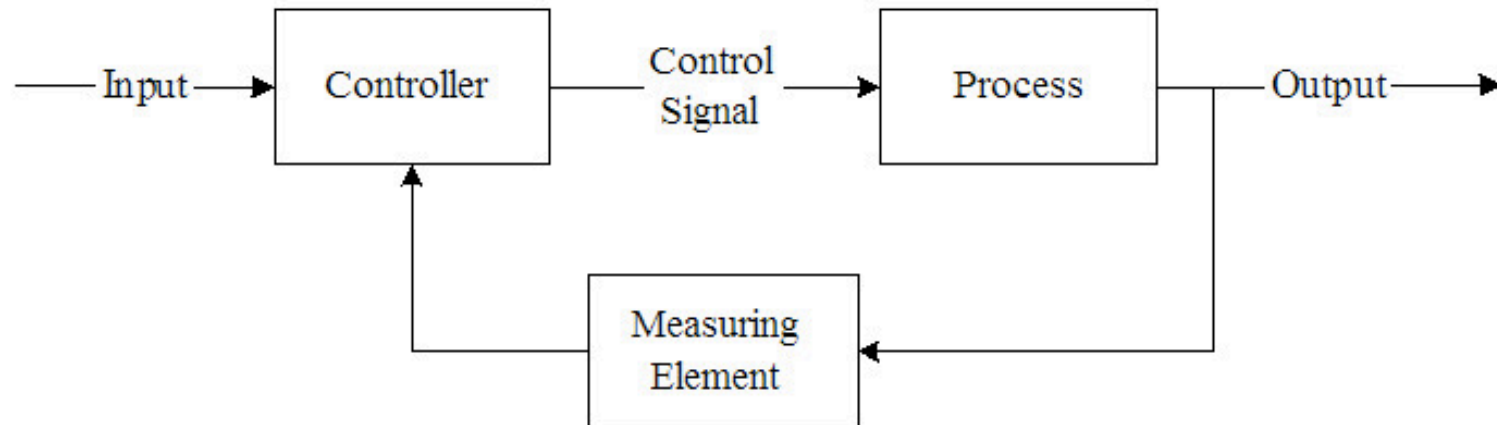 Input
Controller
Control
Signal
Process
Output
Measuring
Element